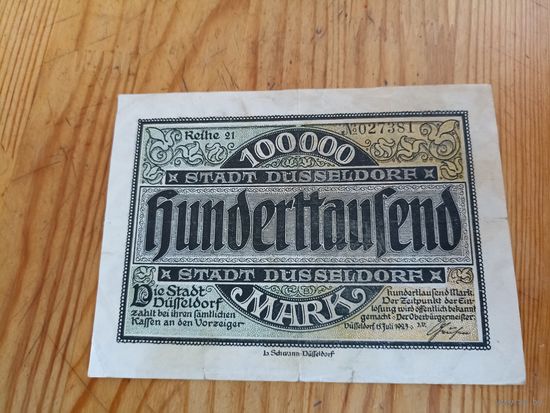 Reihe 21
100000
No027381
STADT DÜSSELDORF
Hunderttausend
STADT DÜSSELDORF
MARK
Die Stadt
Düsseldorf
zahlt bei ihren sämtlichen
Kassen an den Vorzeiger
hunderttausend Mark.
Der Zeitpunkt der Ein-
lösung wird öffentlich bekannt
gemacht. Der Oberbürgermeister:
Düsseldorf 15. Juli 1923
L. Schwann-Düsseldorf